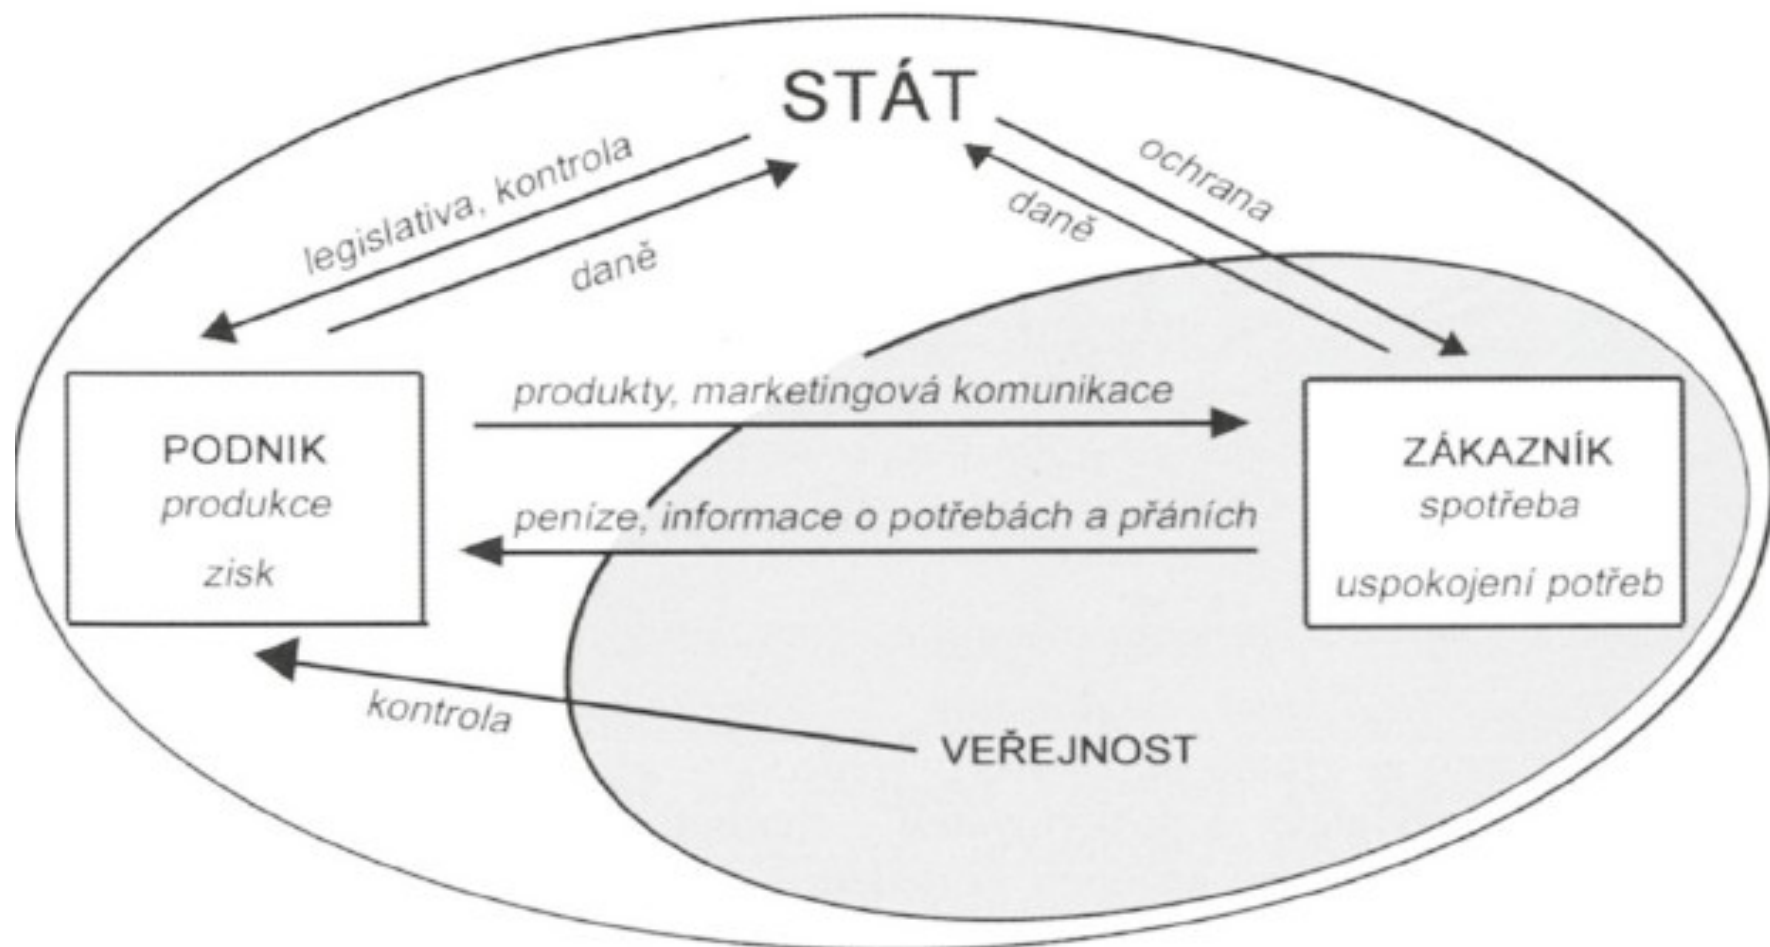 STÁT
legislativa, kontrola
daně
ochrana
daně
produkty, marketingová komunikace
PODNIK
produkce
zisk
peníze, informace o potřebách a přáních
ZÁKAZNÍK
spotřeba
uspokojení potřeb
kontrola
VEŘEJNOST